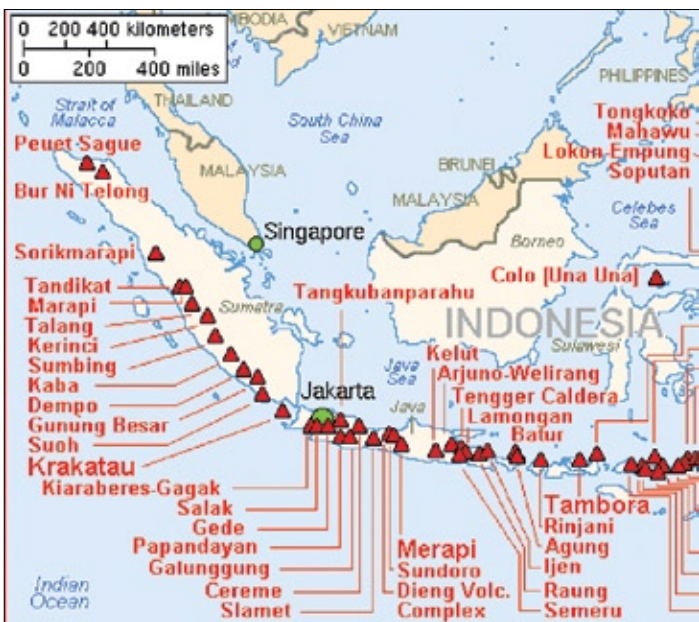 0 200 400 kilometers
0 200 400 miles
CAMBODIA
VIETNAM
THAILAND
PHILIPPINES
Strait of
Malacca
South China
Sea
Tongkoko
Mahawu
Lokon Empung
Soputan
Peuet Sague
MALAYSIA
BRUNEI
Bur Ni Telong
MALAYSIA
Celebes
Sea
Singapore
Borneo
Sorikmarapi
Colo [Una Una]
Tandikat
Marapi
Talang
Kerinci
Sumbing
Kaba
Dempo
Gunung Besar
Suoh
Krakatau
Sumatra
Tangkubanparahu
INDONESIA
Sulawesi
Java
Sea
Kelut
Arjuno-Welirang
Tengger Caldera
Lamongan
Batur
Jakarta
Java
Kiaraberes-Gagak
Salak
Gede
Papandayan
Galunggung
Cereme
Slamet
Merapi
Sundoro
Dieng Volc.
Complex
Tambora
Rinjani
Agung
Ijen
Raung
Semeru
Indian
Ocean